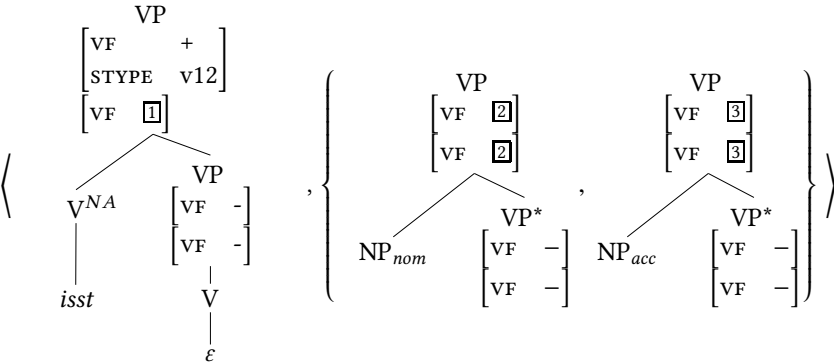 VP
[VF +
STYPE v12]
[VF 1]
V^NA
VP
[VF -]
[VF -]
isst
V
ε
⟨ , { VP
[VF 2]
[VF 2]
NP_nom
VP*
[VF –]
[VF –]
,
VP
[VF 3]
[VF 3]
NP_acc
VP*
[VF –]
[VF –]
} ⟩